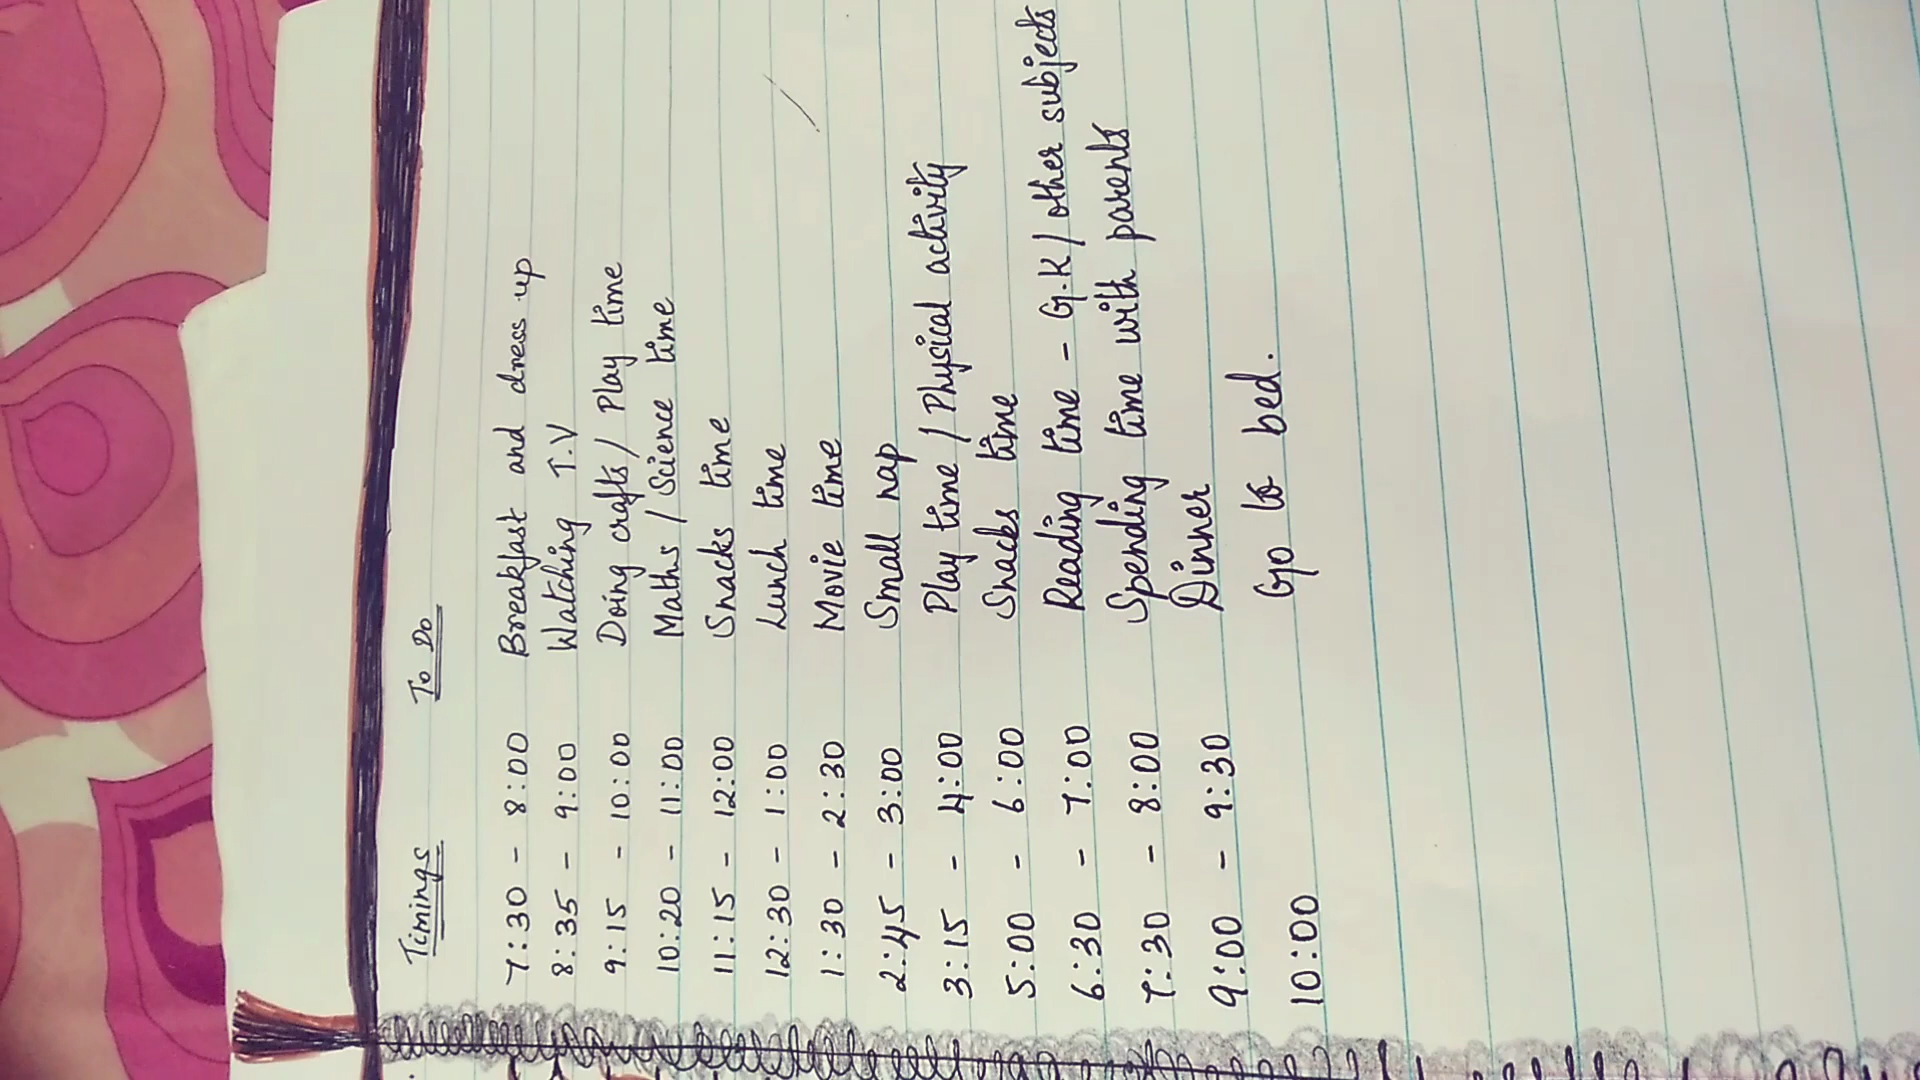 Timings To Do
7:30 - 8:00 Breakfast and dress up
8:35 - 9:00 Watching T.V
9:15 - 10:00 Doing crafts / Play time
10:20 - 11:00 Maths / Science time
11:15 - 12:00 Snacks time
12:30 - 1:00 Lunch time
1:30 - 2:30 Movie time
2:45 - 3:00 Small nap
3:15 - 4:00 Play time / Physical activity
5:00 - 6:00 Snacks time
6:30 - 7:00 Reading time - G.K / other subjects
7:30 - 8:00 Spending time with parents
9:00 - 9:30 Dinner
10:00 Go to bed.